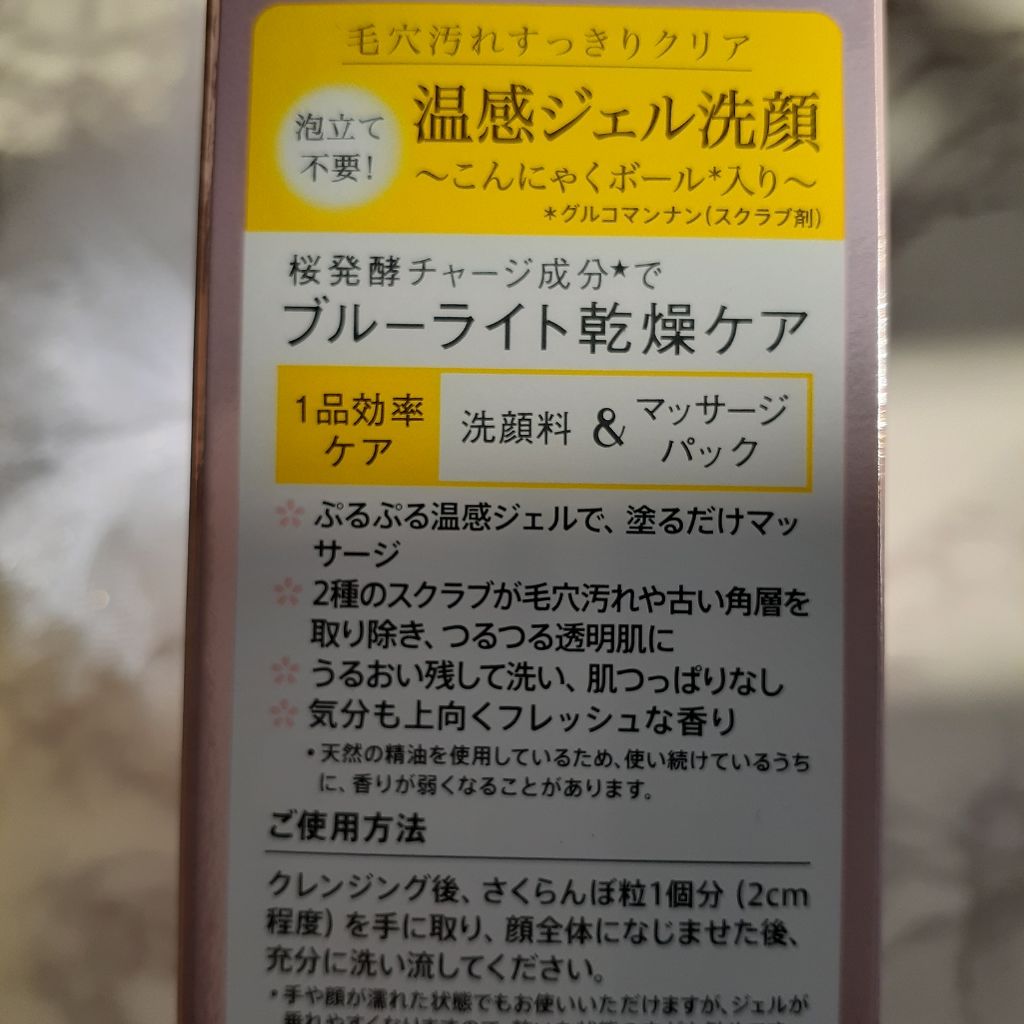 毛穴汚れすっきりクリア
泡立て
不要!
温感ジェル洗顔
～こんにゃくボール*入り～
*グルコマンナン(スクラブ剤)
桜発酵チャージ成分★で
ブルーライト乾燥ケア
1品効率
ケア
洗顔料 &
マッサージ
パック
ぷるぷる温感ジェルで、塗るだけマッ
サージ
2種のスクラブが毛穴汚れや古い角層を
取り除き、つるつる透明肌に
うるおい残して洗い、肌つっぱりなし
気分も上向くフレッシュな香り
・天然の精油を使用しているため、使い続けているうち
に、香りが弱くなることがあります。
ご使用方法
クレンジング後、さくらんぼ粒1個分 (2cm
程度) を手に取り、顔全体になじませた後、
充分に洗い流してください。
・手や顔が濡れた状態でもお使いいただけますが、ジェルが